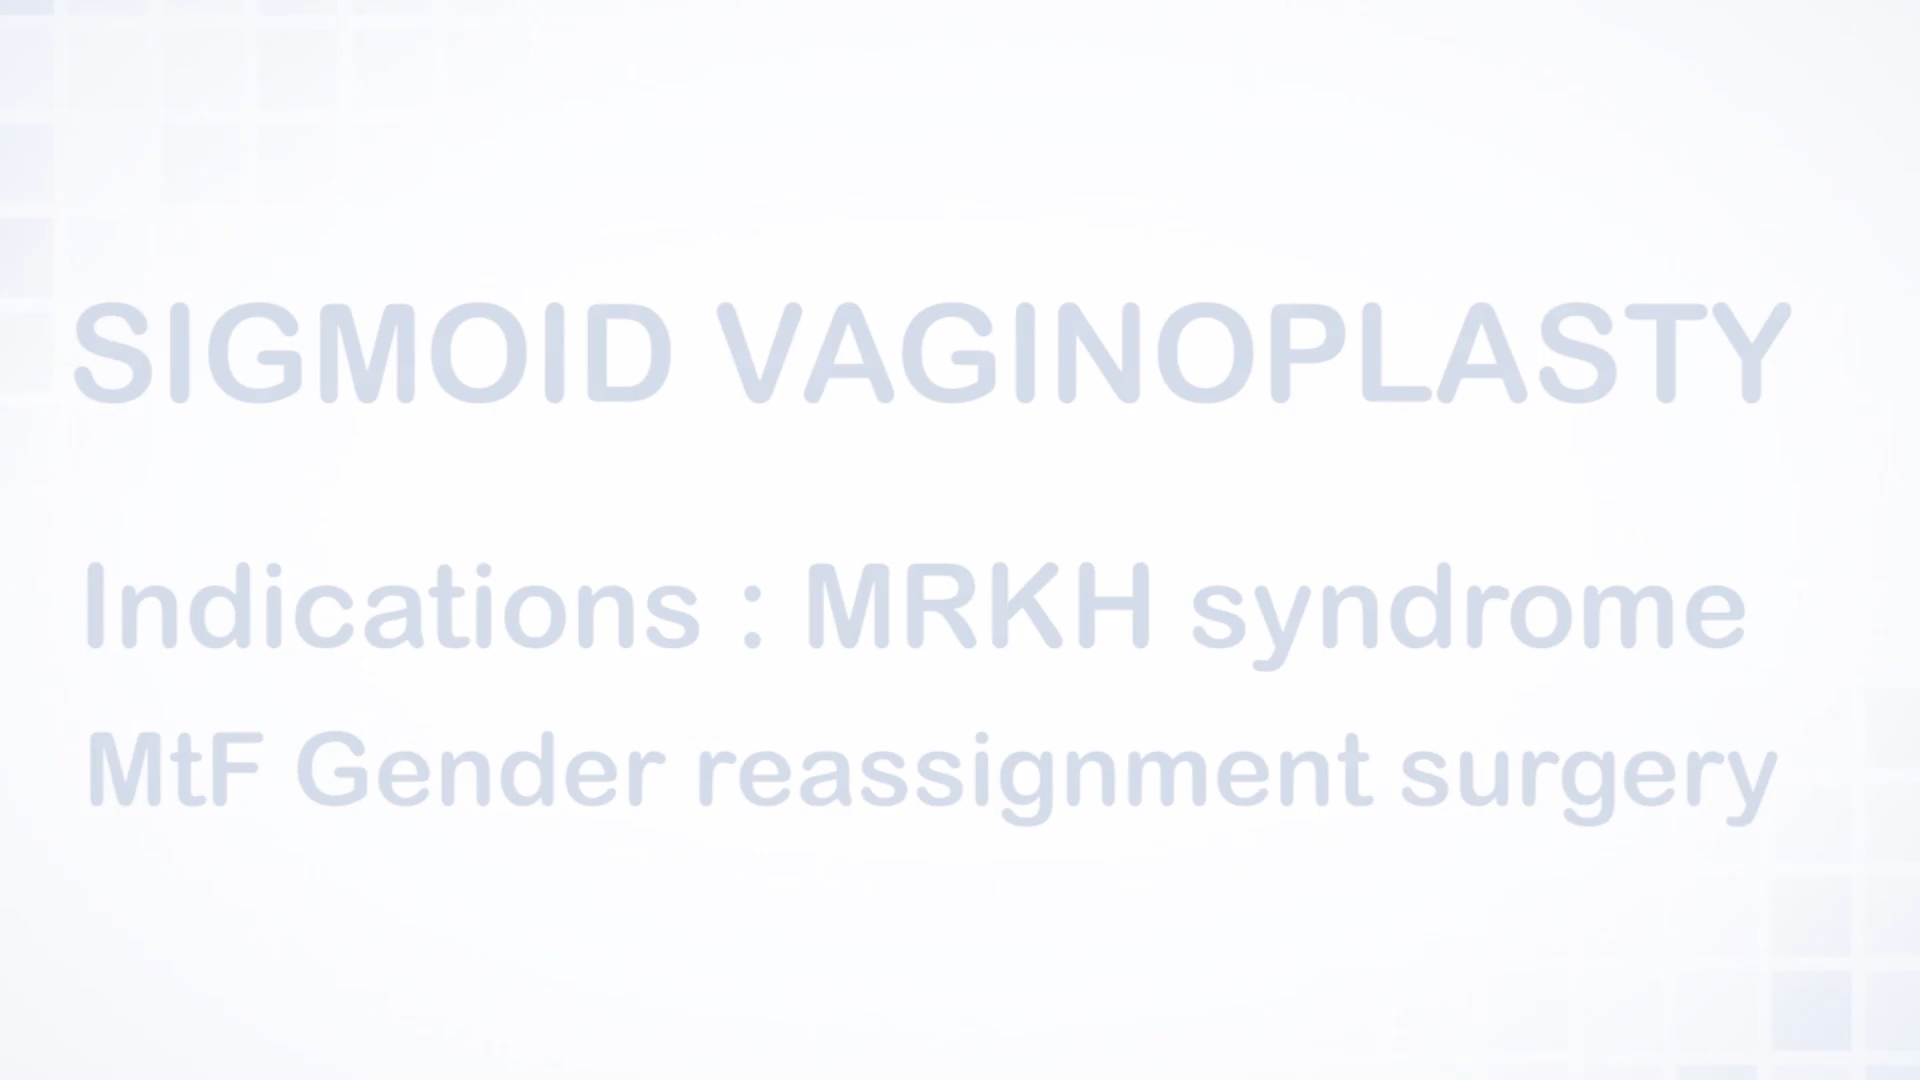 SIGMOID VAGINOPLASTY
Indications : MRKH syndrome
MtF Gender reassignment surgery